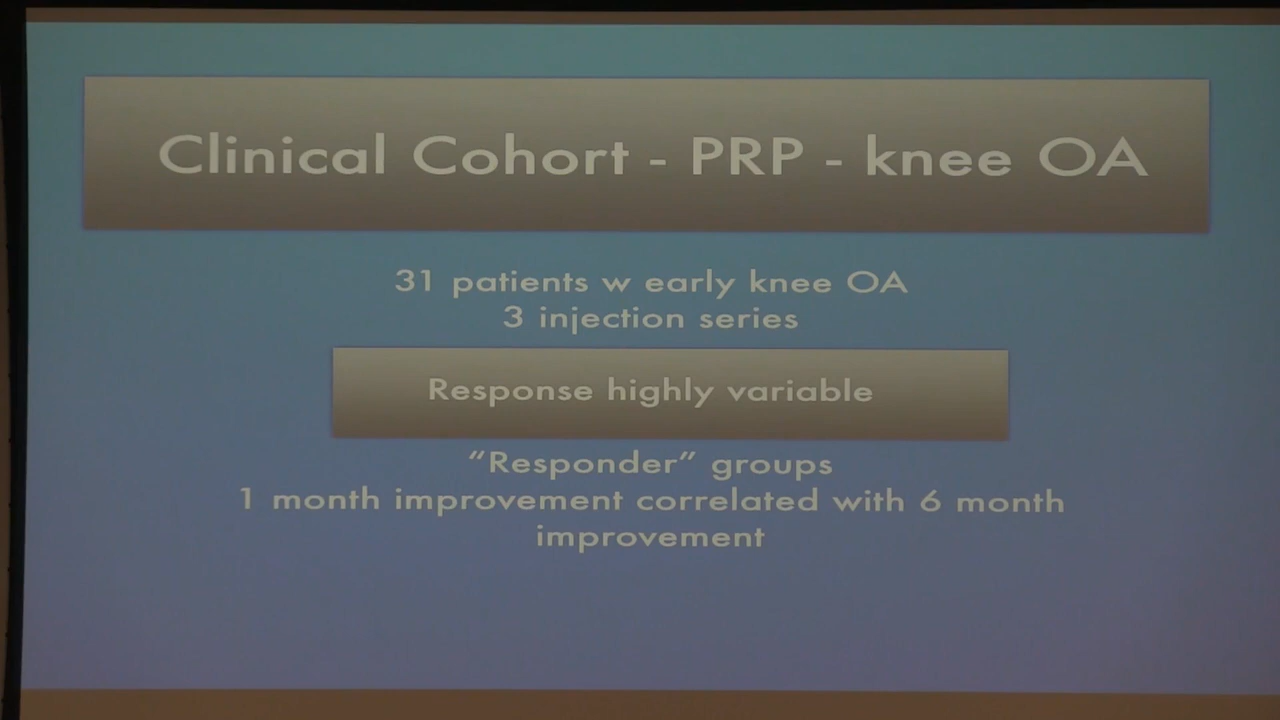 Clinical Cohort - PRP - knee OA
31 patients w early knee OA
3 injection series
Response highly variable
“Responder” groups
1 month improvement correlated with 6 month
improvement